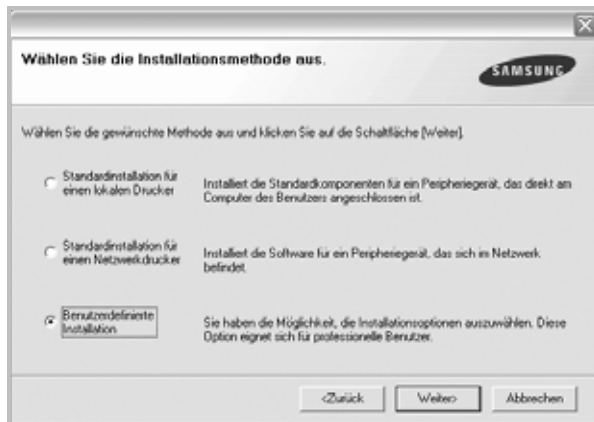 Wählen Sie die Installationsmethode aus.
SAMSUNG
Wählen Sie die gewünschte Methode aus und klicken Sie auf die Schaltfläche [Weiter].
Standardinstallation für
einen lokalen Drucker
Installiert die Standardkomponenten für ein Peripheriegerät, das direkt am
Computer des Benutzers angeschlossen ist.
Standardinstallation für
einen Netzwerkdrucker
Installiert die Software für ein Peripheriegerät, das sich im Netzwerk
befindet.
Benutzerdefinierte
Installation
Sie haben die Möglichkeit, die Installationsoptionen auszuwählen. Diese
Option eignet sich für professionelle Benutzer.
<Zurück
Weiter>
Abbrechen